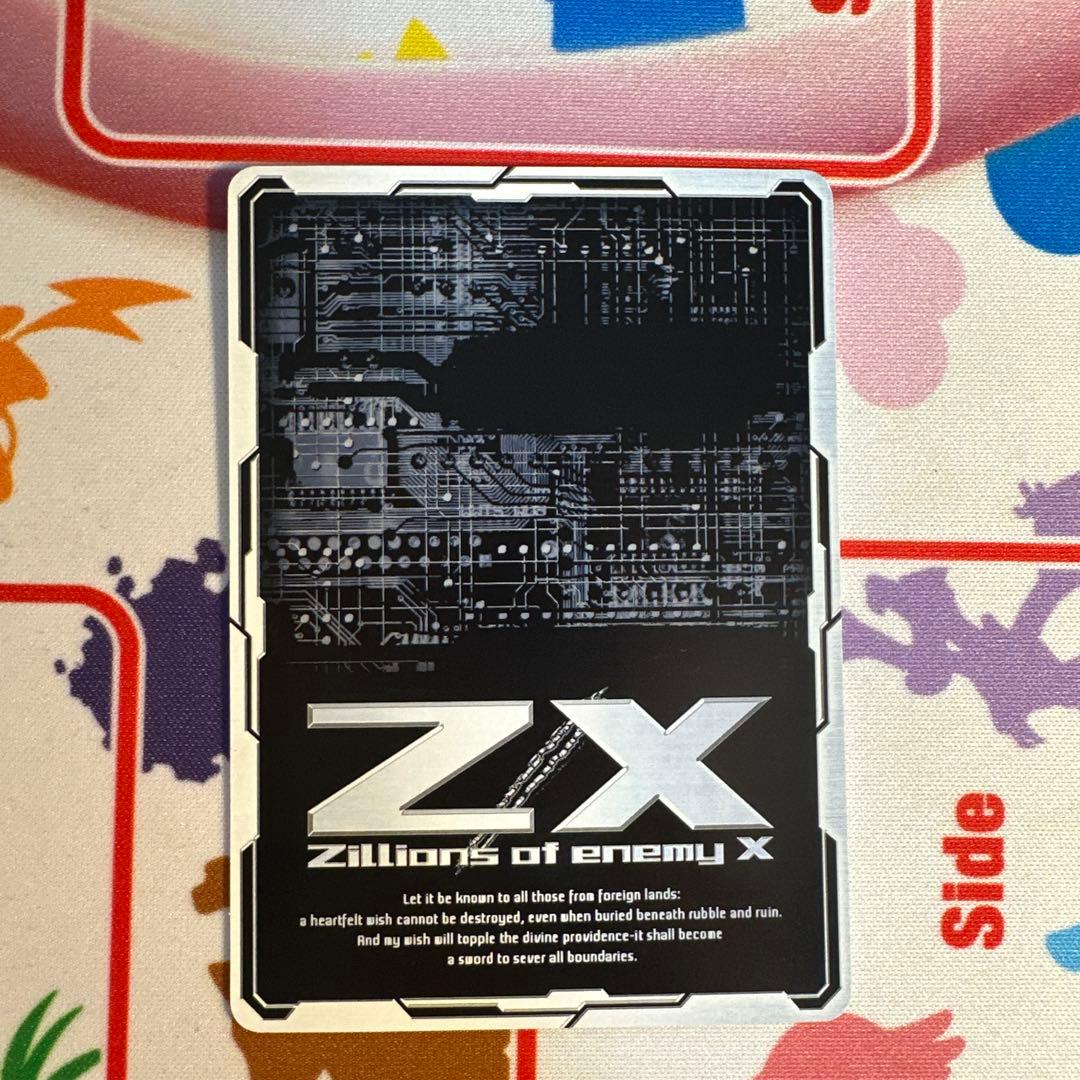 Z/X
Zillions of enemy X
Let it be known to all those from foreign lands:
a heartfelt wish cannot be destroyed, even when buried beneath rubble and ruin.
And my wish will topple the divine providence-it shall become
a sword to sever all boundaries.
Side